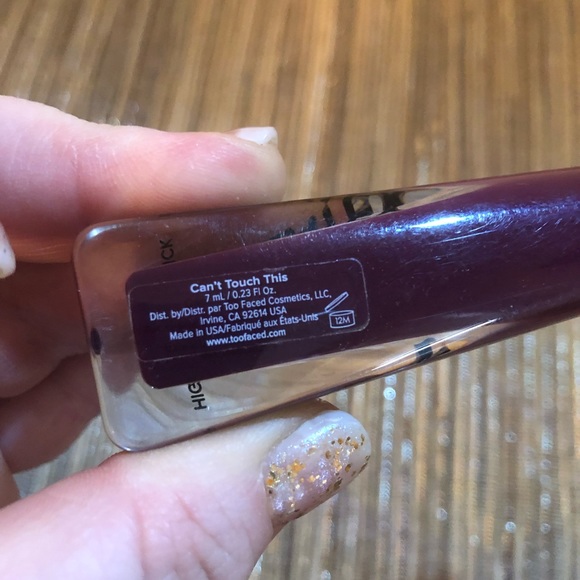 Can't Touch This
7 mL / 0.23 Fl Oz.
Dist. by/Distr. par Too Faced Cosmetics, LLC,
Irvine, CA 92614 USA
Made in USA/Fabriqué aux États-Unis
www.toofaced.com
12M